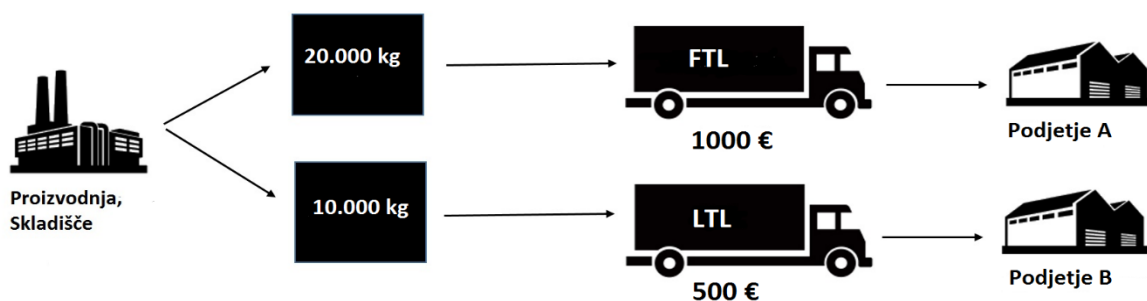 20.000 kg
FTL
1000 €
Podjetje A
Proizvodnja,
Skladišče
10.000 kg
LTL
500 €
Podjetje B